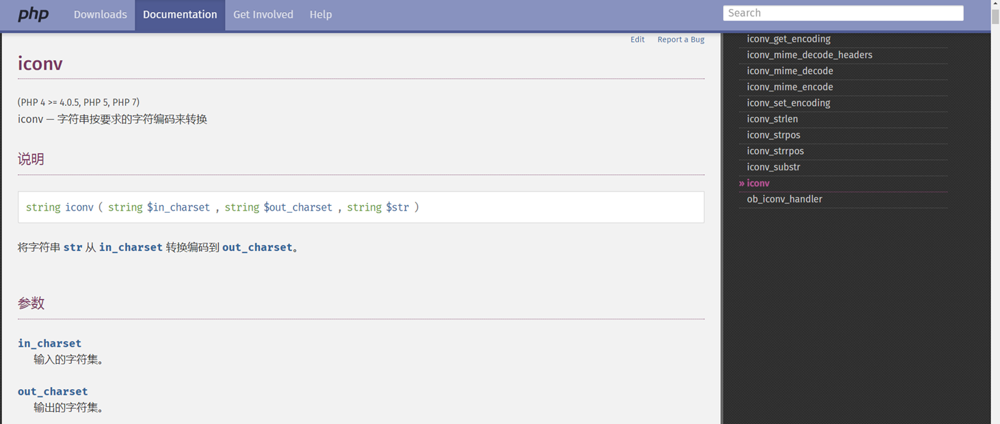 php Downloads Documentation Get Involved Help Search
Edit Report a Bug
iconv
(PHP 4 >= 4.0.5, PHP 5, PHP 7)
iconv — 字符串按要求的字符编码来转换
说明
string iconv ( string $in_charset , string $out_charset , string $str )
将字符串 str 从 in_charset 转换编码到 out_charset。
参数
in_charset
输入的字符集。
out_charset
输出的字符集。
iconv_get_encoding
iconv_mime_decode_headers
iconv_mime_decode
iconv_mime_encode
iconv_set_encoding
iconv_strlen
iconv_strpos
iconv_strrpos
iconv_substr
» iconv
ob_iconv_handler